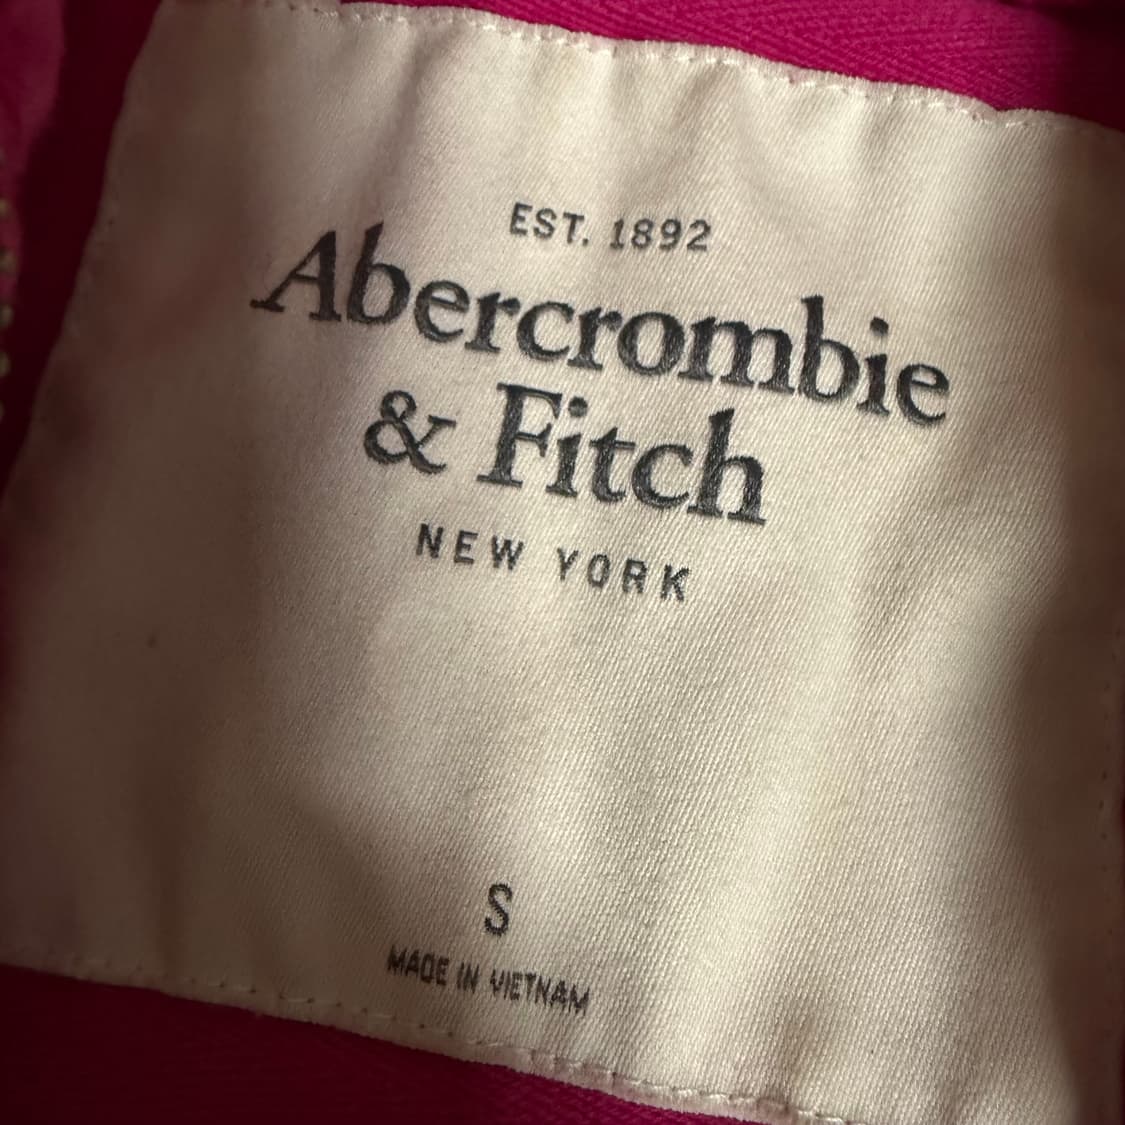 EST. 1892
Abercrombie
& Fitch
NEW YORK
S
MADE IN VIETNAM